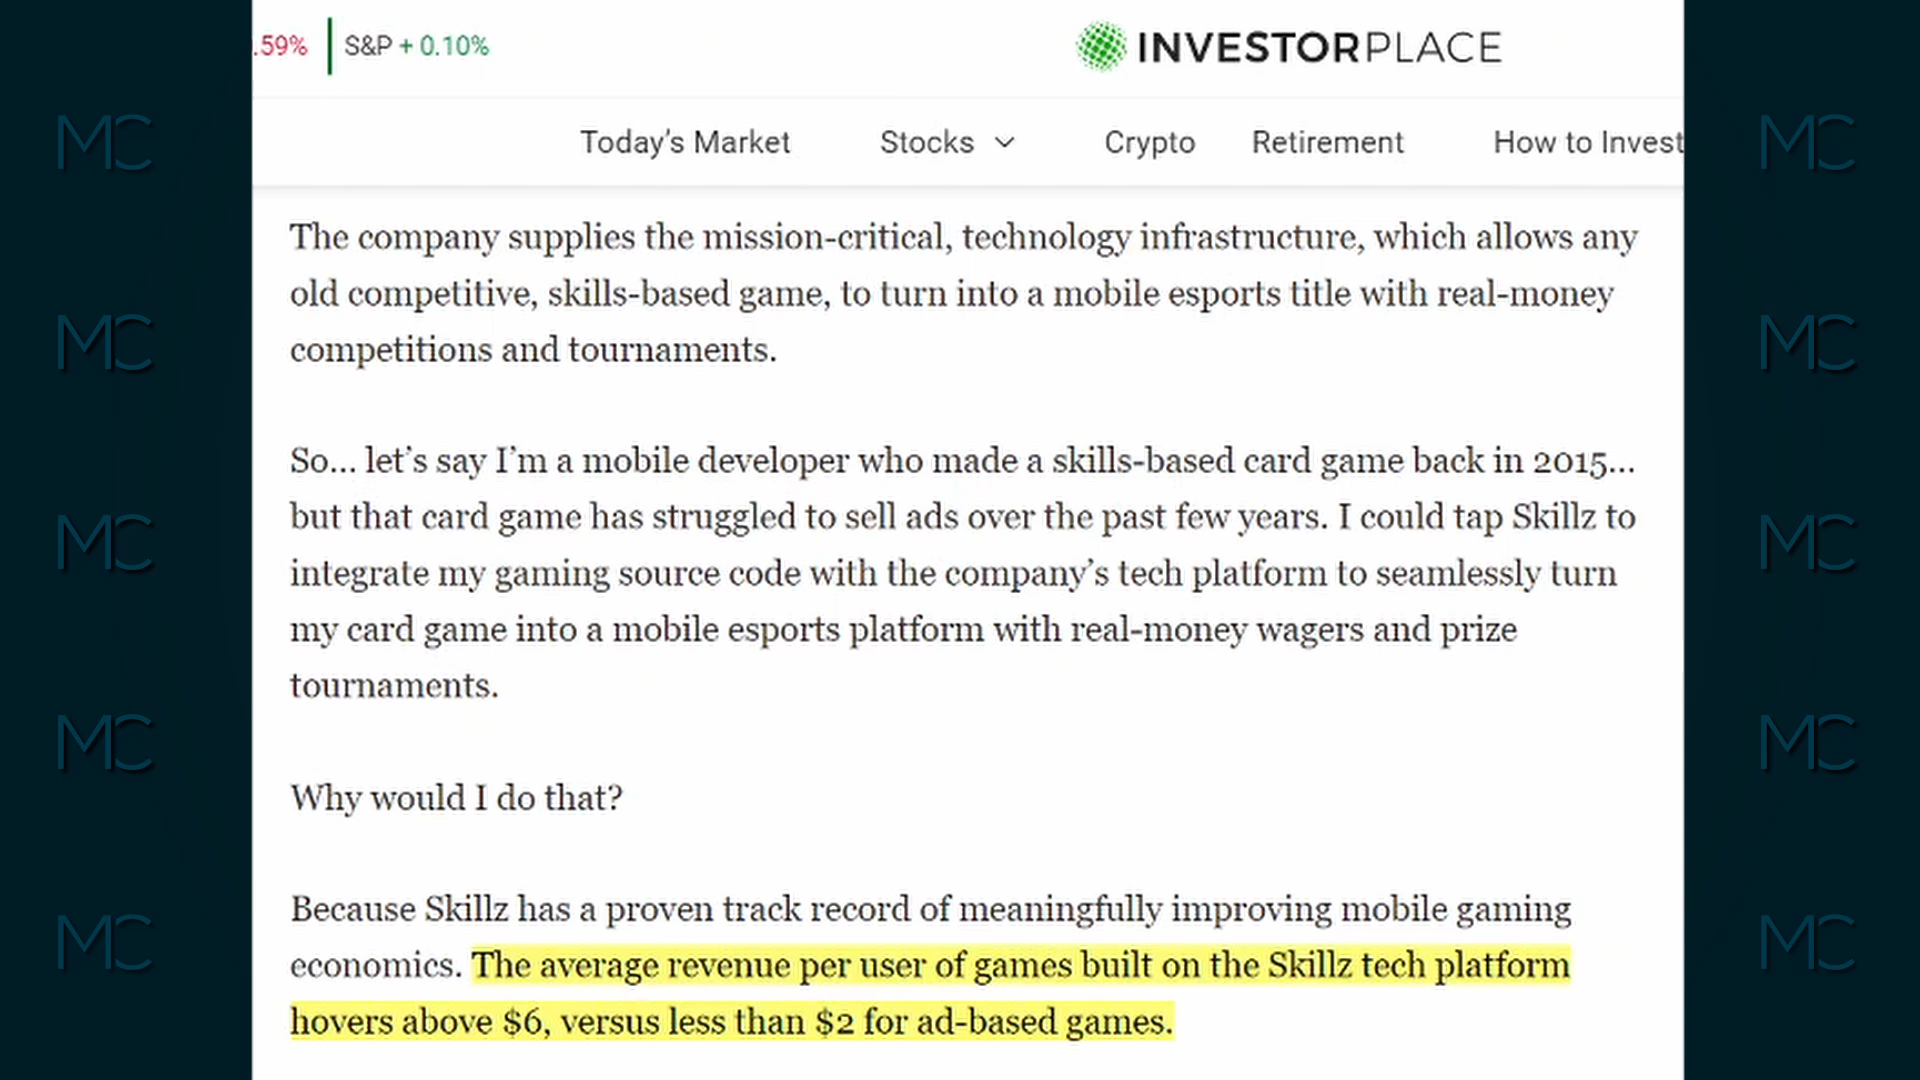 .59% S&P + 0.10% INVESTORPLACE
Today's Market Stocks Crypto Retirement How to Invest
The company supplies the mission-critical, technology infrastructure, which allows any
old competitive, skills-based game, to turn into a mobile esports title with real-money
competitions and tournaments.
So... let's say I'm a mobile developer who made a skills-based card game back in 2015...
but that card game has struggled to sell ads over the past few years. I could tap Skillz to
integrate my gaming source code with the company's tech platform to seamlessly turn
my card game into a mobile esports platform with real-money wagers and prize
tournaments.
Why would I do that?
Because Skillz has a proven track record of meaningfully improving mobile gaming
economics. The average revenue per user of games built on the Skillz tech platform
hovers above $6, versus less than $2 for ad-based games.
MC MC
MC MC
MC MC
MC MC
MC MC